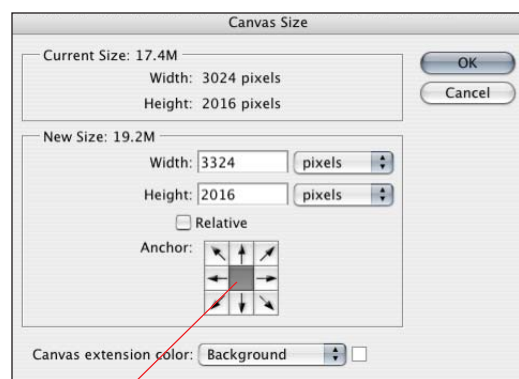 Canvas Size
Current Size: 17.4M
Width: 3024 pixels
Height: 2016 pixels
OK
Cancel
New Size: 19.2M
Width: 3324 pixels
Height: 2016 pixels
Relative
Anchor:
Canvas extension color: Background